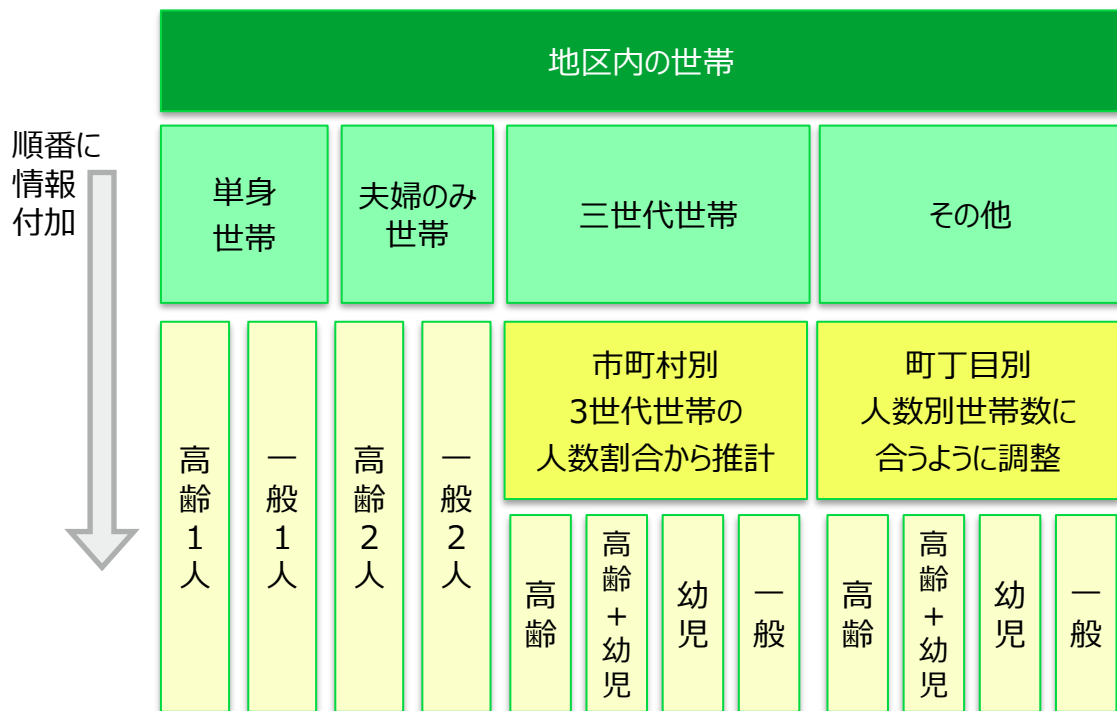 地区内の世帯
順番に
情報
付加
単身
世帯
夫婦のみ
世帯
三世代世帯
その他
高齢1人
一般1人
高齢2人
一般2人
市町村別
3世代世帯の
人数割合から推計
町丁目別
人数別世帯数に
合うように調整
高齢
高齢+幼児
幼児
一般
高齢
高齢+幼児
幼児
一般